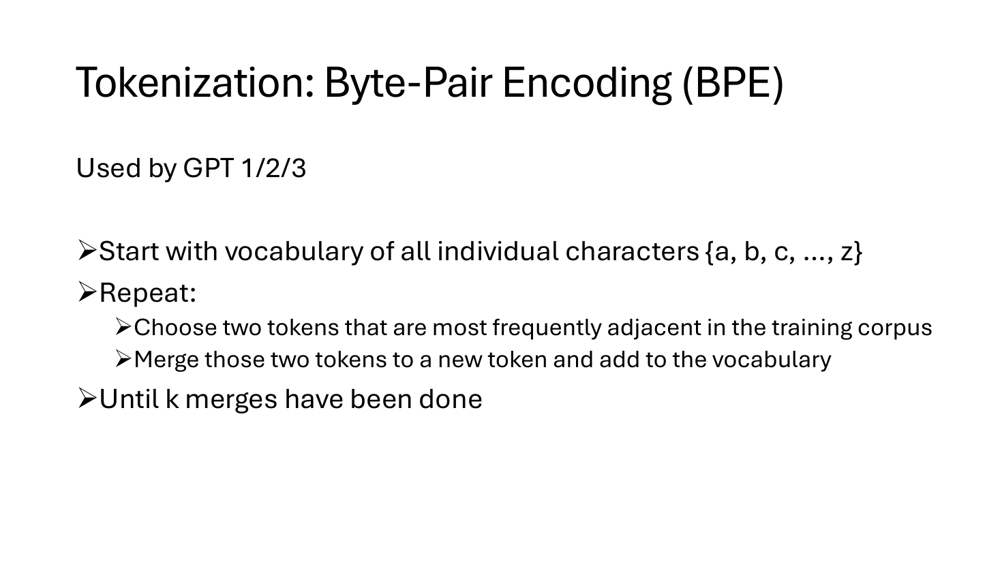 Tokenization: Byte-Pair Encoding (BPE)
Used by GPT 1/2/3
➢Start with vocabulary of all individual characters {a, b, c, …, z}
➢Repeat:
➢Choose two tokens that are most frequently adjacent in the training corpus
➢Merge those two tokens to a new token and add to the vocabulary
➢Until k merges have been done